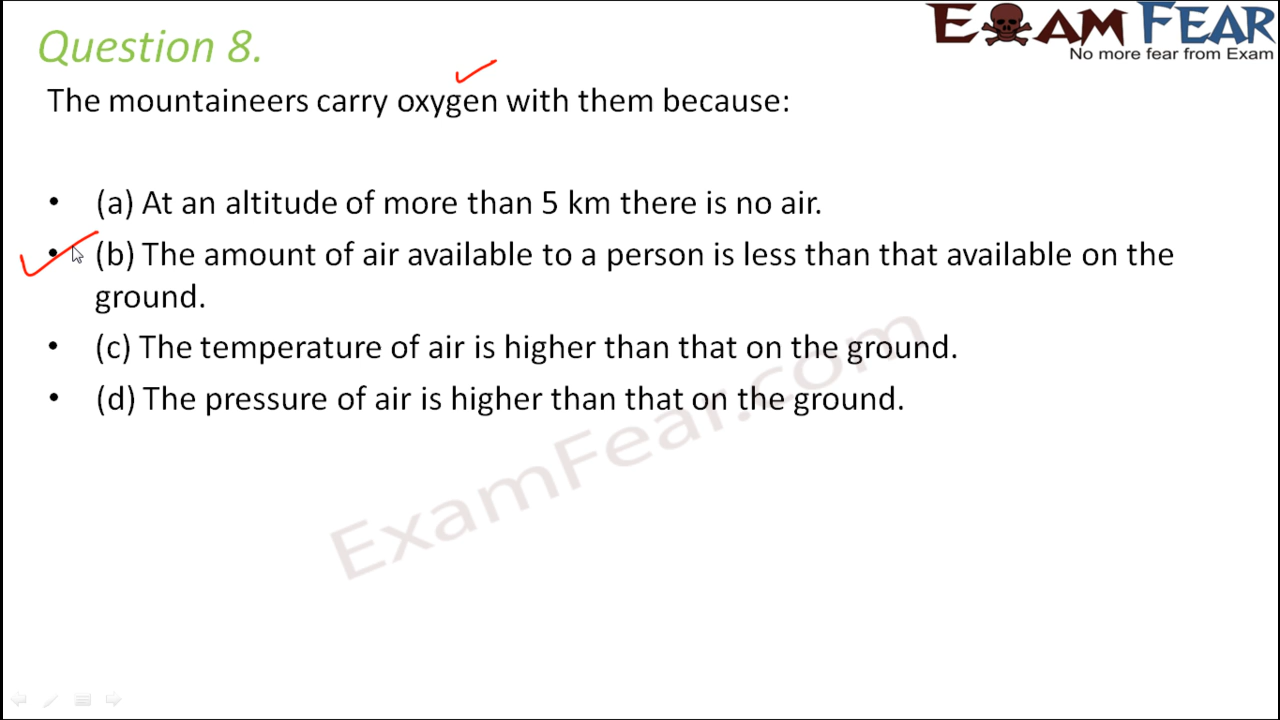 EXAM FEAR
No more fear from Exam
Question 8.
The mountaineers carry oxygen with them because:
• (a) At an altitude of more than 5 km there is no air.
• (b) The amount of air available to a person is less than that available on the
ground.
• (c) The temperature of air is higher than that on the ground.
• (d) The pressure of air is higher than that on the ground.
ExamFear.com